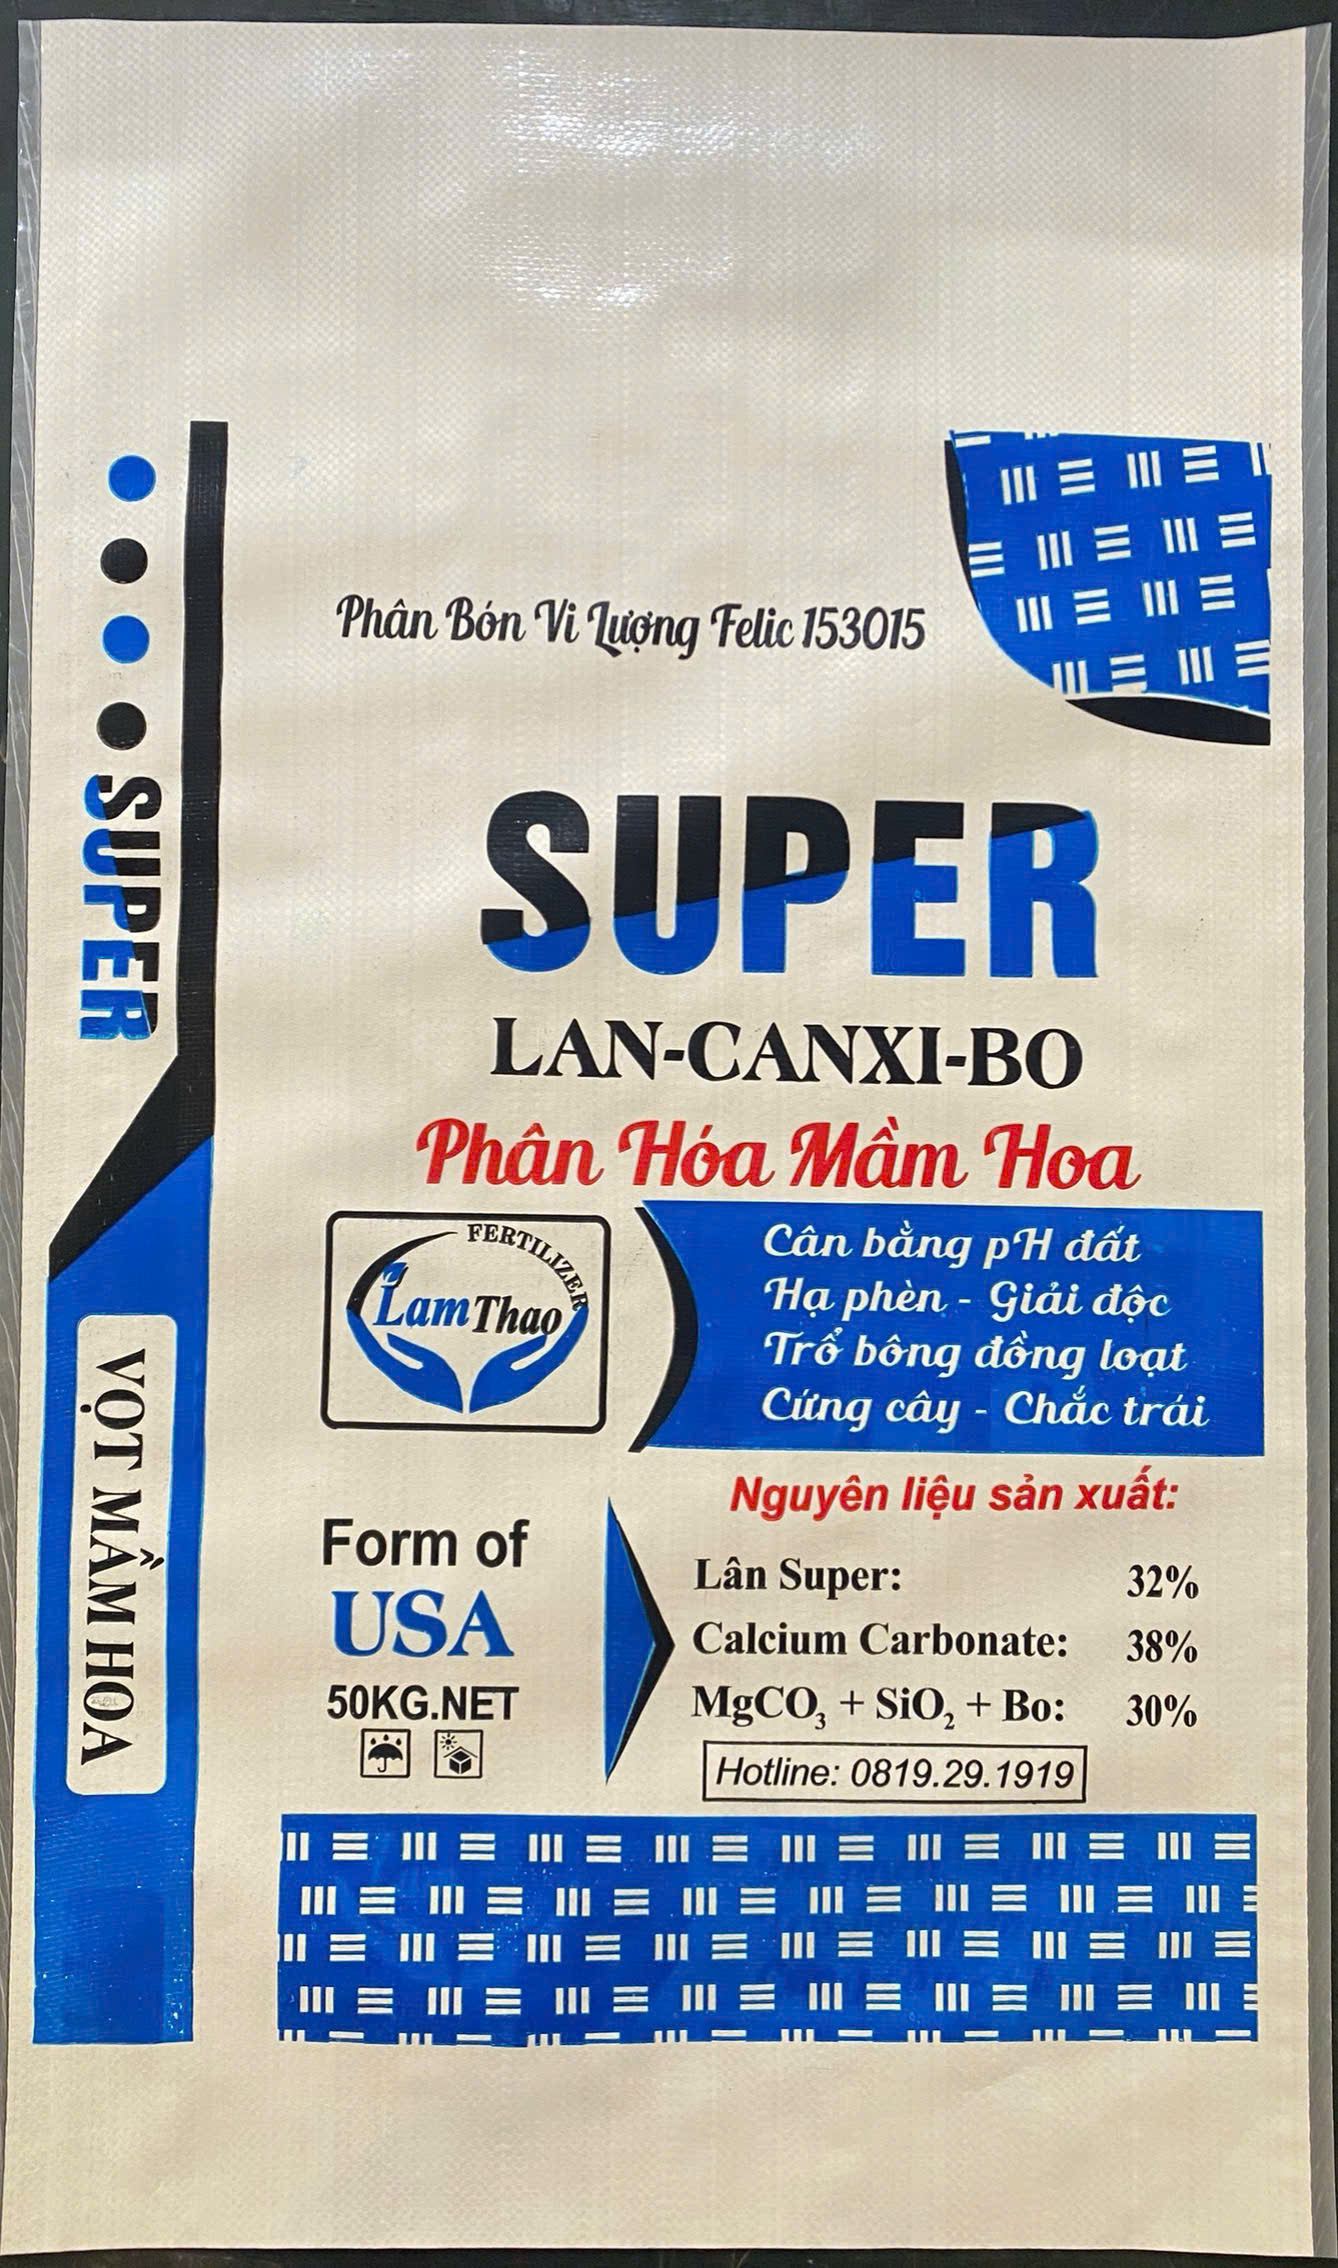 Phân Bón Vi Lượng Felic 153015
SUPER
LAN-CANXI-BO
Phân Hóa Mầm Hoa
FERTILIZER
Lam Thao
Cân bằng pH đất
Hạ phèn - Giải độc
Trổ bông đồng loạt
Cứng cây - Chắc trái
Form of
USA
50KG.NET
Nguyên liệu sản xuất:
Lân Super: 32%
Calcium Carbonate: 38%
MgCO₃ + SiO₂ + Bo: 30%
Hotline: 0819.29.1919
SUPER
VỌT MẦM HOA